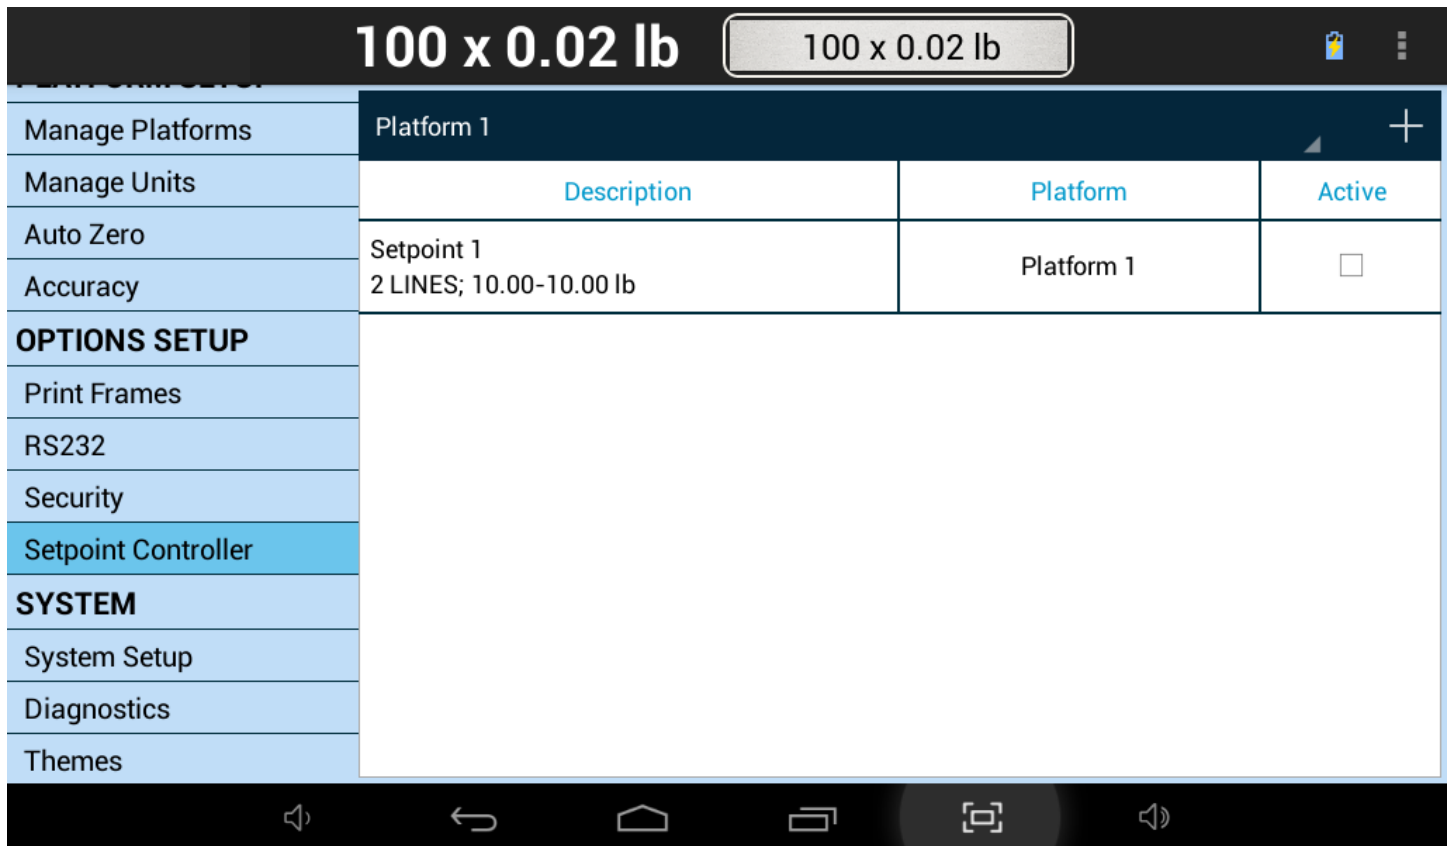 100 x 0.02 lb
100 x 0.02 lb
Manage Platforms
Manage Units
Auto Zero
Accuracy
OPTIONS SETUP
Print Frames
RS232
Security
Setpoint Controller
SYSTEM
System Setup
Diagnostics
Themes
Platform 1
Description
Platform
Active
Setpoint 1
2 LINES; 10.00-10.00 lb
Platform 1